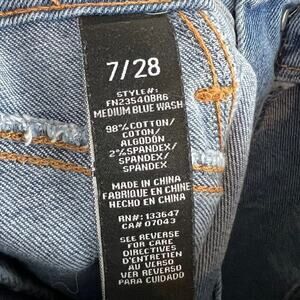 7/28
STYLE#:
FN23540BR6
MEDIUM BLUE WASH
98% COTTON/
COTON/
ALGODÓN
2% SPANDEX/
SPANDEX/
SPANDEX
MADE IN CHINA
FABRIQUE EN CHINE
HECHO EN CHINA
RN#: 133647
CA# 07043
SEE REVERSE
FOR CARE
DIRECTIVES
D'ENTRETIEN
AU VERSO
VER REVERSO
PARA CUIDADO